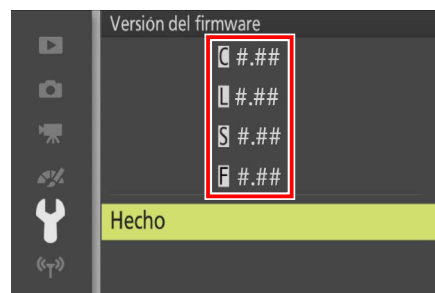 Versión del firmware
C #.##
L #.##
S #.##
F #.##
Hecho